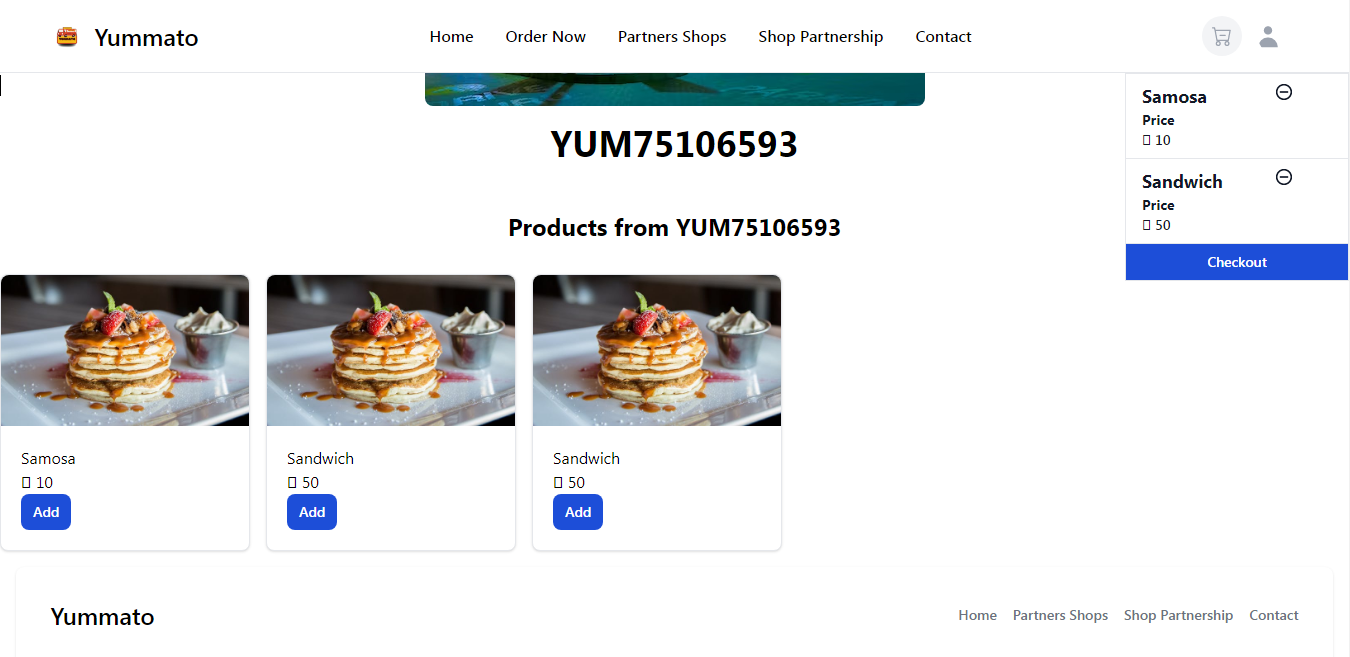 Yummato
Home Order Now Partners Shops Shop Partnership Contact
Samosa
Price
▯ 10
Sandwich
Price
▯ 50
Checkout
YUM75106593
Products from YUM75106593
Samosa
▯ 10
Add
Sandwich
▯ 50
Add
Sandwich
▯ 50
Add
Yummato
Home Partners Shops Shop Partnership Contact